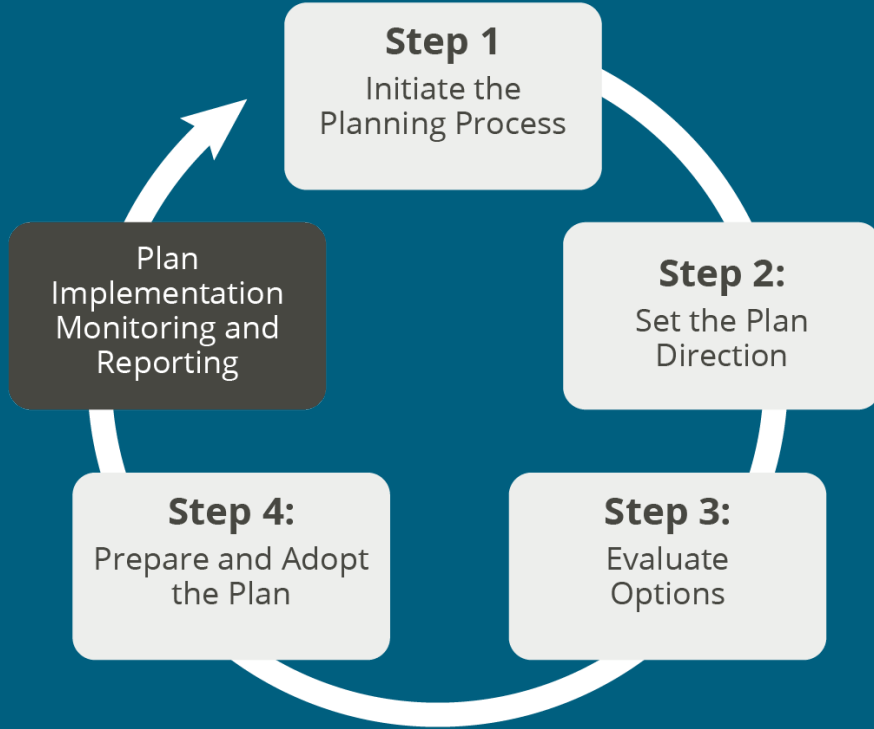 Step 1
Initiate the
Planning Process
Step 2:
Set the Plan
Direction
Step 3:
Evaluate
Options
Step 4:
Prepare and Adopt
the Plan
Plan
Implementation
Monitoring and
Reporting